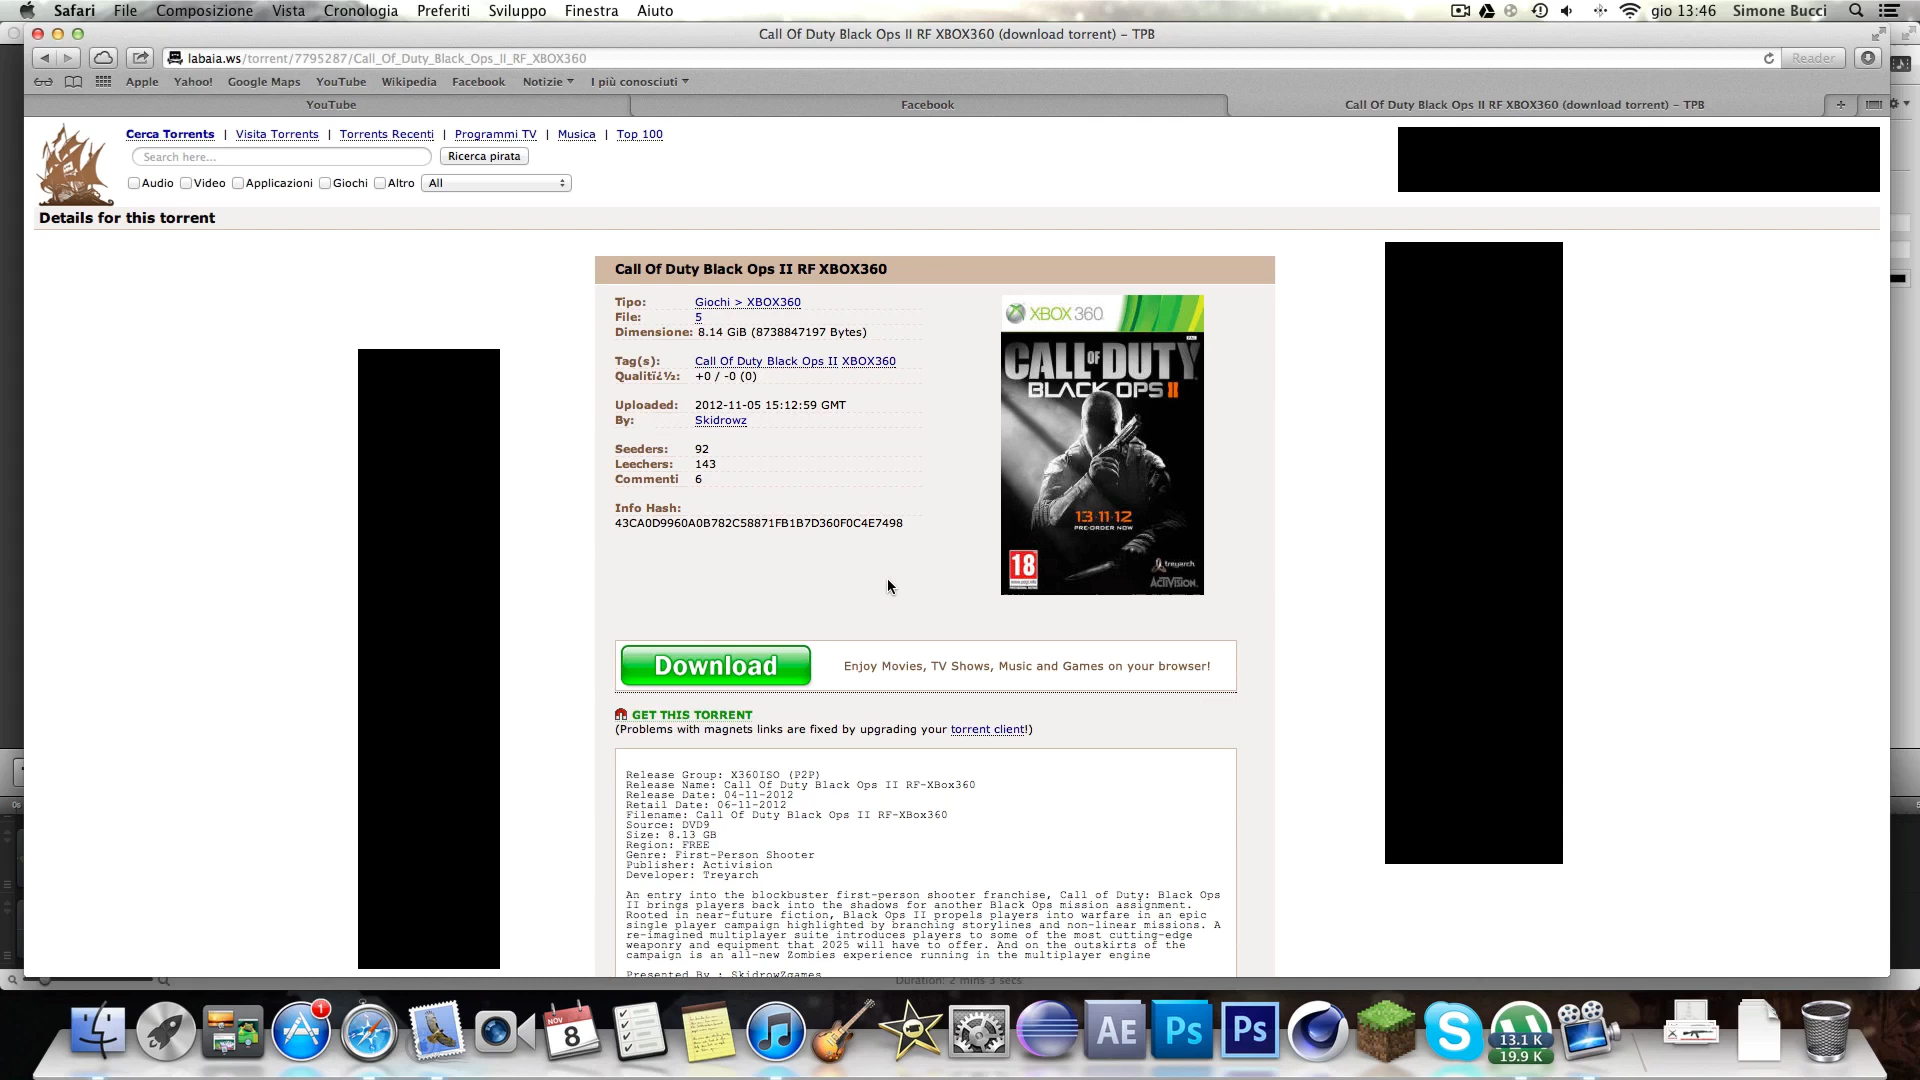 Safari File Composizione Vista Cronologia Preferiti Sviluppo Finestra Aiuto gio 13:46 Simone Bucci
Call Of Duty Black Ops II RF XBOX360 (download torrent) – TPB
labaia.ws/torrent/7795287/Call_Of_Duty_Black_Ops_II_RF_XBOX360 Reader
Apple Yahoo! Google Maps YouTube Wikipedia Facebook Notizie I più conosciuti
YouTube Facebook Call Of Duty Black Ops II RF XBOX360 (download torrent) – TPB
Cerca Torrents | Visita Torrents | Torrents Recenti | Programmi TV | Musica | Top 100
Search here... Ricerca pirata
Audio Video Applicazioni Giochi Altro All
Details for this torrent
Call Of Duty Black Ops II RF XBOX360
Tipo: Giochi > XBOX360
File: 5
Dimensione: 8.14 GiB (8738847197 Bytes)
Tag(s): Call Of Duty Black Ops II XBOX360
Qualitï¿½: +0 / -0 (0)
Uploaded: 2012-11-05 15:12:59 GMT
By: Skidrowz
Seeders: 92
Leechers: 143
Commenti 6
Info Hash:
43CA0D9960A0B782C58871FB1B7D360F0C4E7498
XBOX 360
CALL OF DUTY
BLACK OPS II
13·11·12
PRE-ORDER NOW
18
treyarch
ACTIVISION.
Download Enjoy Movies, TV Shows, Music and Games on your browser!
GET THIS TORRENT
(Problems with magnets links are fixed by upgrading your torrent client!)
Release Group: X360ISO (P2P)
Release Name: Call Of Duty Black Ops II RF-XBox360
Release Date: 04-11-2012
Retail Date: 06-11-2012
Filename: Call Of Duty Black Ops II RF-XBox360
Source: DVD9
Size: 8.13 GB
Region: FREE
Genre: First-Person Shooter
Publisher: Activision
Developer: Treyarch
An entry into the blockbuster first-person shooter franchise, Call of Duty: Black Ops
II brings players back into the shadows for another Black Ops mission assignment.
Rooted in near-future fiction, Black Ops II propels players into warfare in an epic
single player campaign highlighted by branching storylines and non-linear missions. A
re-imagined multiplayer suite introduces players to some of the most cutting-edge
weaponry and equipment that 2025 will have to offer. And on the outskirts of the
campaign is an all-new Zombies experience running in the multiplayer engine
Presented By : SkidrowZgames
Duration: 2 mins 3 secs
1
NOV
8
AE Ps Ps
13.1 K
19.9 K